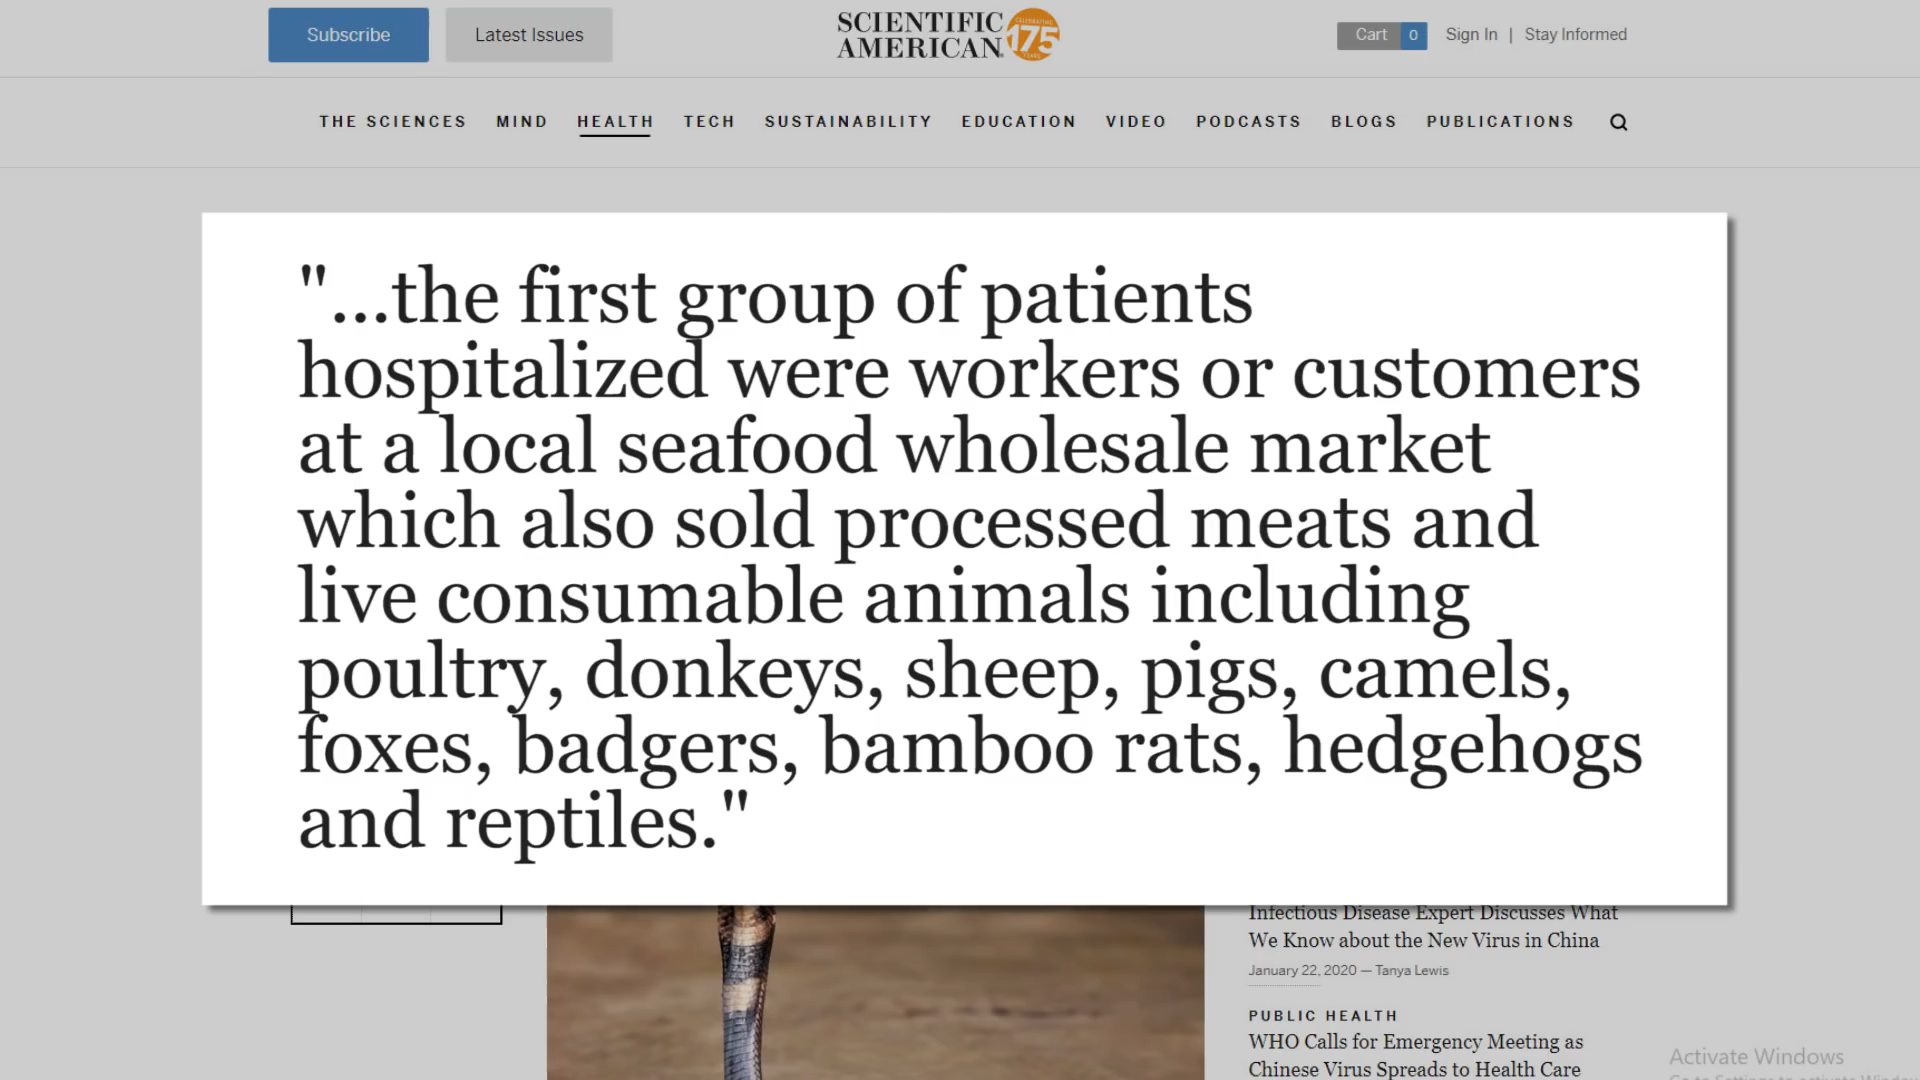 Subscribe
Latest Issues
SCIENTIFIC
AMERICAN
CELEBRATING
175
YEARS
Cart 0
Sign In | Stay Informed
THE SCIENCES MIND HEALTH TECH SUSTAINABILITY EDUCATION VIDEO PODCASTS BLOGS PUBLICATIONS
"...the first group of patients
hospitalized were workers or customers
at a local seafood wholesale market
which also sold processed meats and
live consumable animals including
poultry, donkeys, sheep, pigs, camels,
foxes, badgers, bamboo rats, hedgehogs
and reptiles."
Infectious Disease Expert Discusses What
We Know about the New Virus in China
January 22, 2020 — Tanya Lewis
PUBLIC HEALTH
WHO Calls for Emergency Meeting as
Chinese Virus Spreads to Health Care
Activate Windows